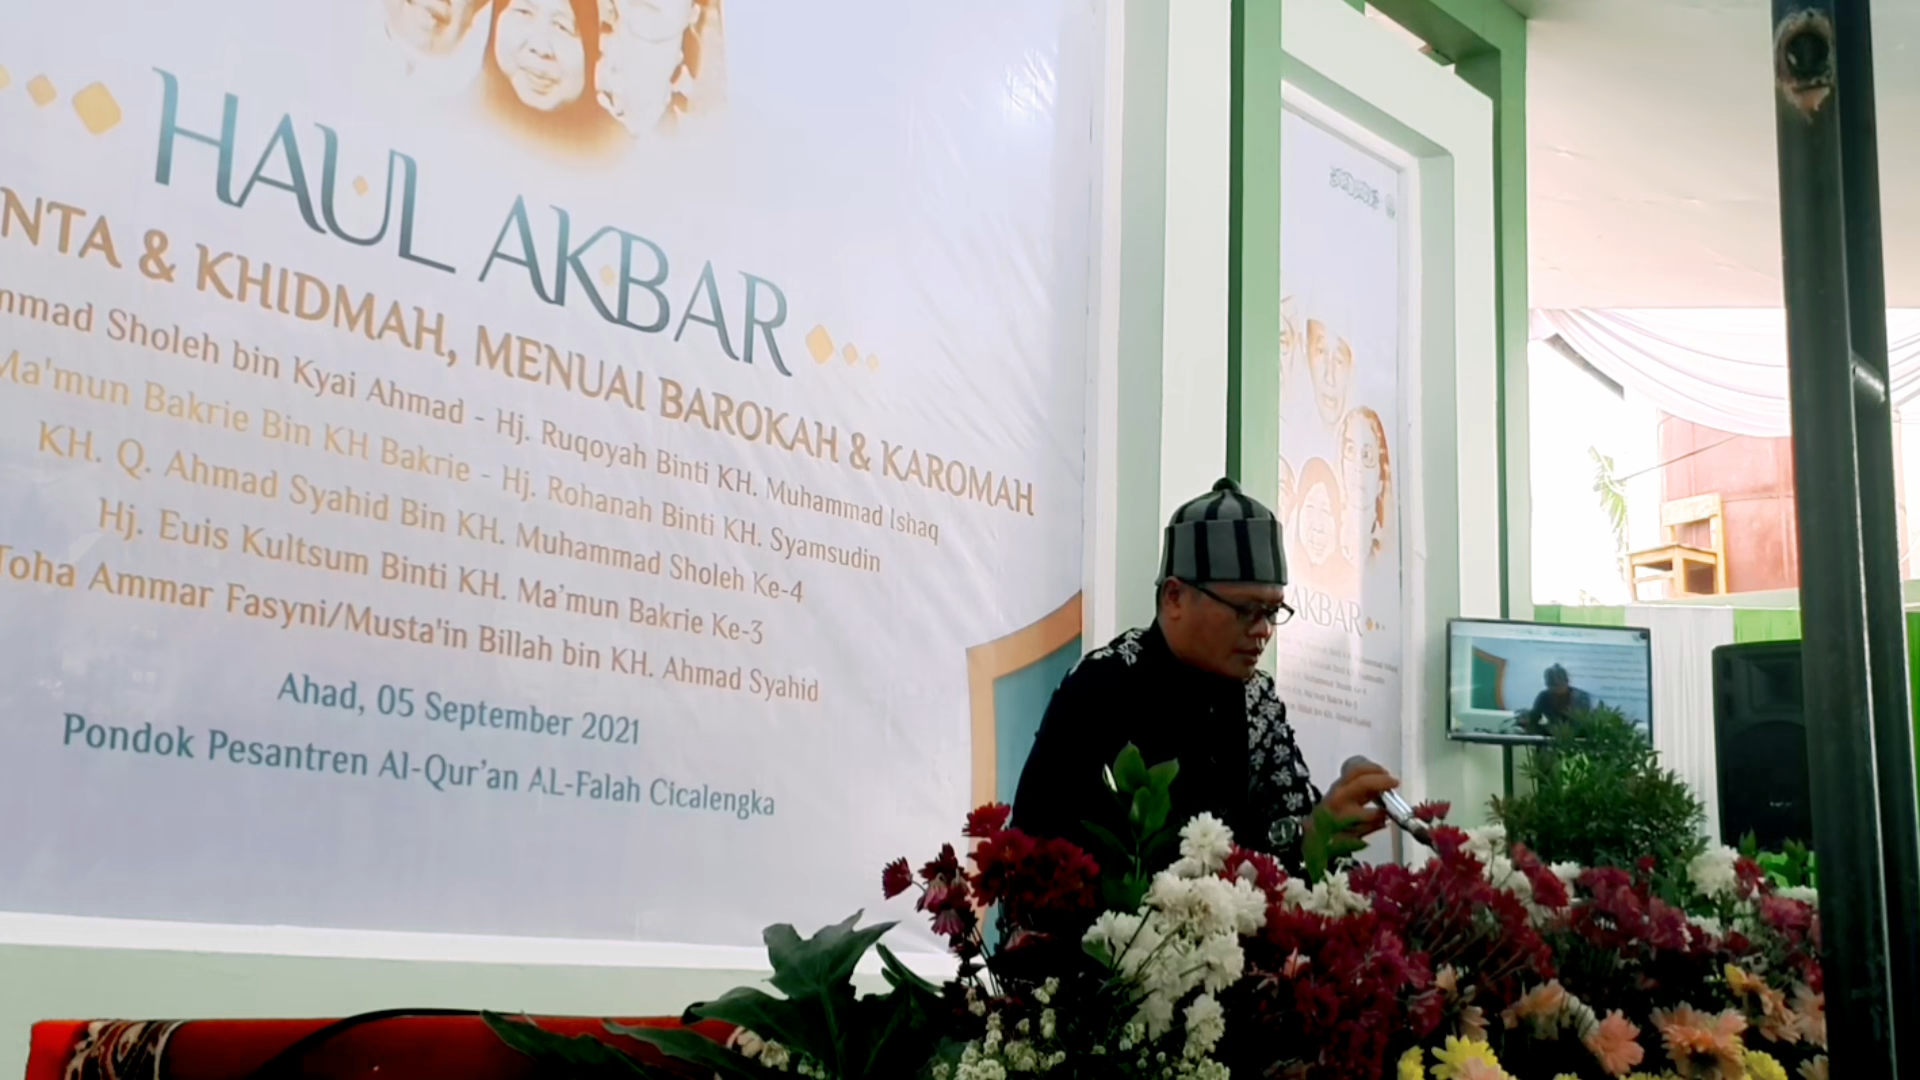 HAUL AKBAR
& KHIDMAH, MENUAI BAROKAH & KAROMAH
Sholeh bin Kyai Ahmad - Hj. Ruqoyah Binti KH. Muhammad Ishaq
Ma'mun Bakrie Bin KH Bakrie - Hj. Rohanah Binti KH. Syamsudin
KH. Q. Ahmad Syahid Bin KH. Muhammad Sholeh Ke-4
Hj. Euis Kultsum Binti KH. Ma'mun Bakrie Ke-3
Toha Ammar Fasyni/Musta'in Billah bin KH. Ahmad Syahid
Ahad, 05 September 2021
Pondok Pesantren Al-Qur'an AL-Falah Cicalengka
AKBAR